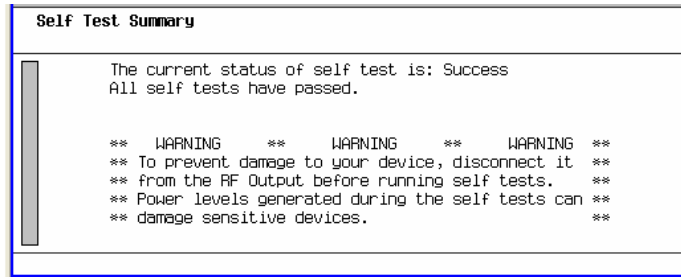 Self Test Summary
The current status of self test is: Success
All self tests have passed.
** WARNING ** WARNING ** WARNING **
** To prevent damage to your device, disconnect it **
** from the RF Output before running self tests. **
** Power levels generated during the self tests can **
** damage sensitive devices. **